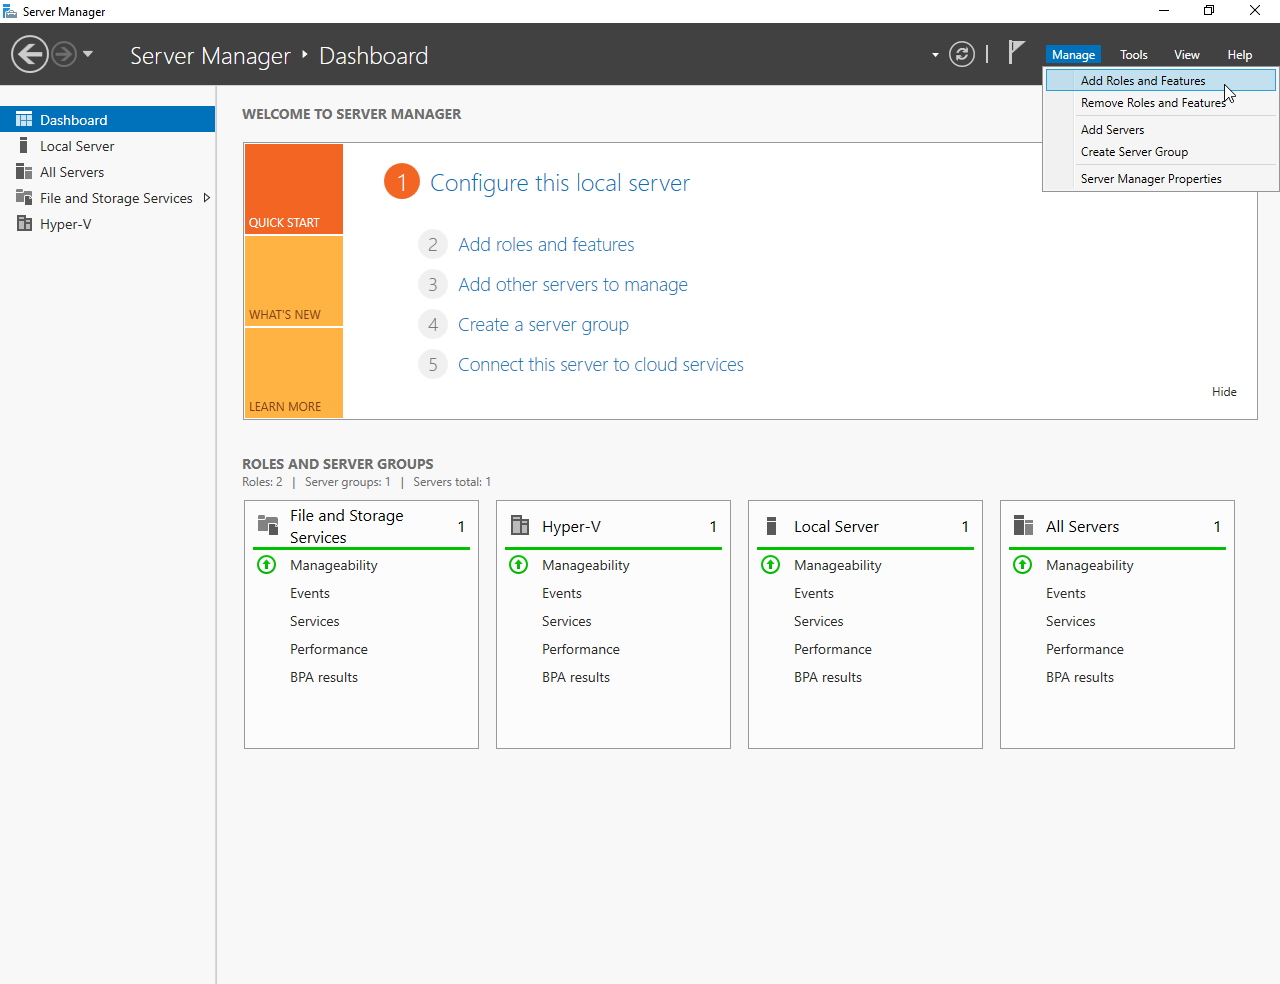 Server Manager
Server Manager ‣ Dashboard
Manage Tools View Help
Add Roles and Features
Remove Roles and Features
Add Servers
Create Server Group
Server Manager Properties
Dashboard
Local Server
All Servers
File and Storage Services
Hyper-V
WELCOME TO SERVER MANAGER
QUICK START
WHAT'S NEW
LEARN MORE
1 Configure this local server
2 Add roles and features
3 Add other servers to manage
4 Create a server group
5 Connect this server to cloud services
Hide
ROLES AND SERVER GROUPS
Roles: 2 | Server groups: 1 | Servers total: 1
File and Storage
Services 1
Manageability
Events
Services
Performance
BPA results
Hyper-V 1
Manageability
Events
Services
Performance
BPA results
Local Server 1
Manageability
Events
Services
Performance
BPA results
All Servers 1
Manageability
Events
Services
Performance
BPA results